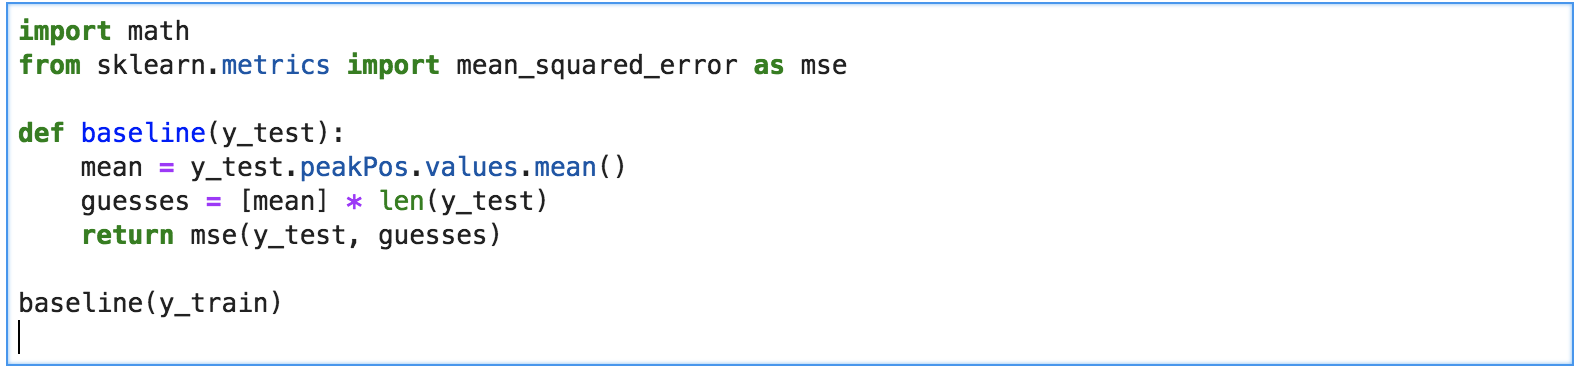 import math
from sklearn.metrics import mean_squared_error as mse
def baseline(y_test):
    mean = y_test.peakPos.values.mean()
    guesses = [mean] * len(y_test)
    return mse(y_test, guesses)
baseline(y_train)